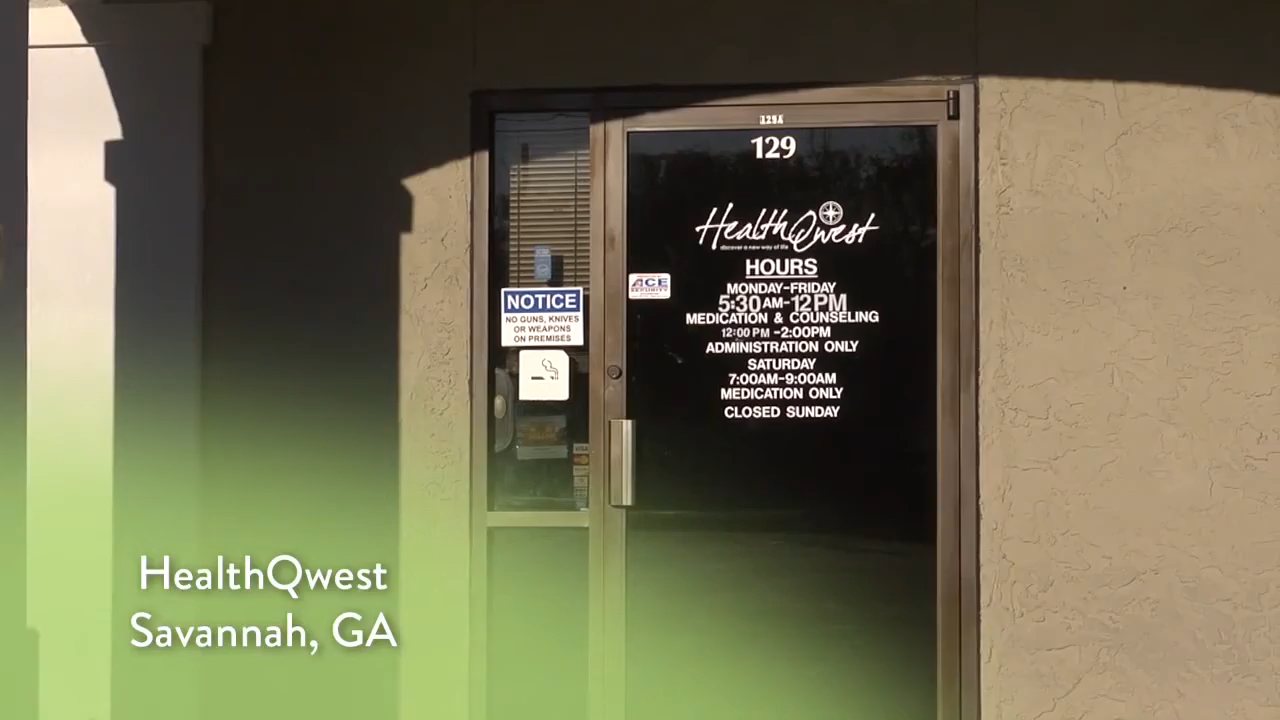 129A
129
HealthQwest
discover a new way of life
HOURS
MONDAY-FRIDAY
5:30AM-12PM
MEDICATION & COUNSELING
12:00 PM -2:00PM
ADMINISTRATION ONLY
SATURDAY
7:00AM-9:00AM
MEDICATION ONLY
CLOSED SUNDAY
ACE
SECURITY
NOTICE
NO GUNS, KNIVES
OR WEAPONS
ON PREMISES
VISA
HealthQwest
Savannah, GA